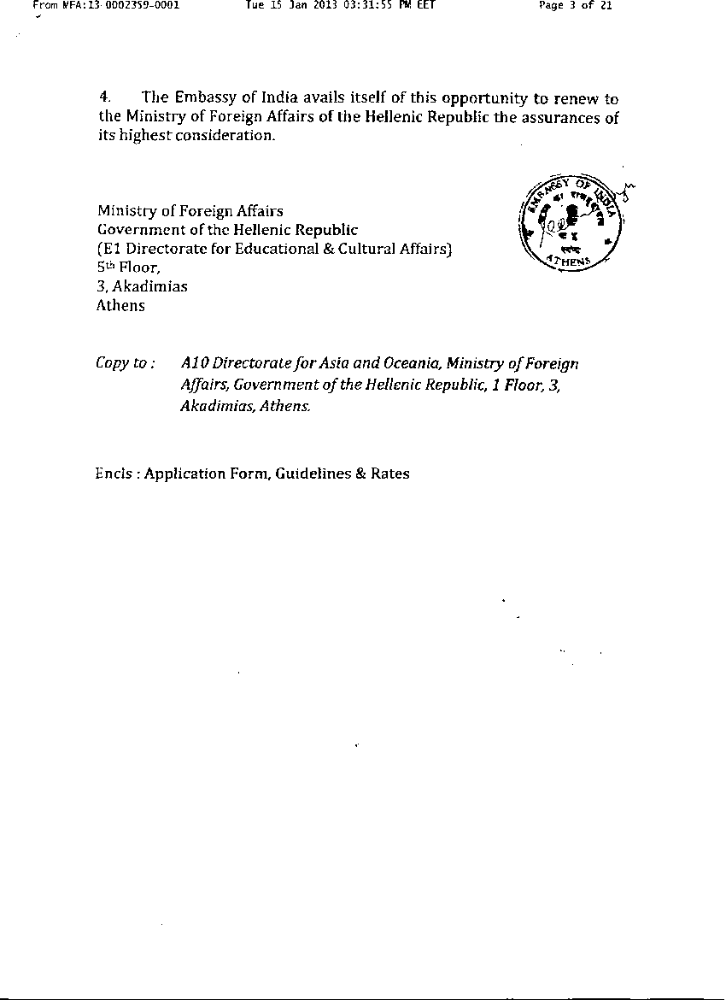 From MFA:13-0002359-0001 Tue 15 Jan 2013 03:31:55 PM EET Page 3 of 21
4. The Embassy of India avails itself of this opportunity to renew to
the Ministry of Foreign Affairs of the Hellenic Republic the assurances of
its highest consideration.
EMBASSY OF INDIA
ATHENS
Ministry of Foreign Affairs
Government of the Hellenic Republic
(E1 Directorate for Educational & Cultural Affairs)
5th Floor,
3, Akadimias
Athens
Copy to : A10 Directorate for Asia and Oceania, Ministry of Foreign
Affairs, Government of the Hellenic Republic, 1 Floor, 3,
Akadimias, Athens.
Encls : Application Form, Guidelines & Rates